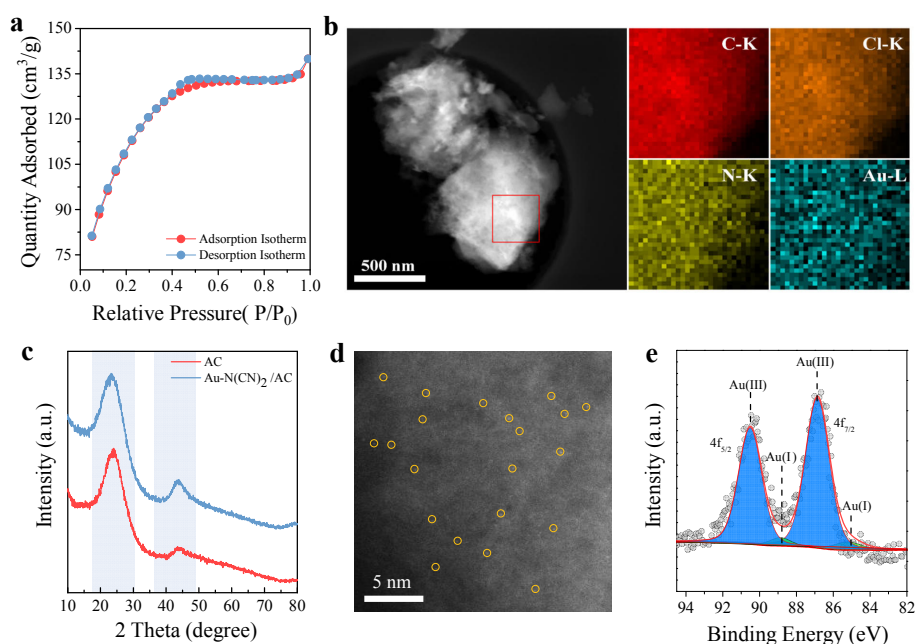 a
Quantity Adsorbed (cm³/g)
150
135
120
105
90
75
Adsorption Isotherm
Desorption Isotherm
0.0 0.2 0.4 0.6 0.8 1.0
Relative Pressure( P/P₀)
b
500 nm
C-K
Cl-K
N-K
Au-L
c
Intensity (a.u.)
AC
Au-N(CN)₂ /AC
10 20 30 40 50 60 70 80
2 Theta (degree)
d
5 nm
e
Intensity (a.u.)
Au(III)
Au(III)
4f₅/₂
Au(I)
4f₇/₂
Au(I)
94 92 90 88 86 84 82
Binding Energy (eV)